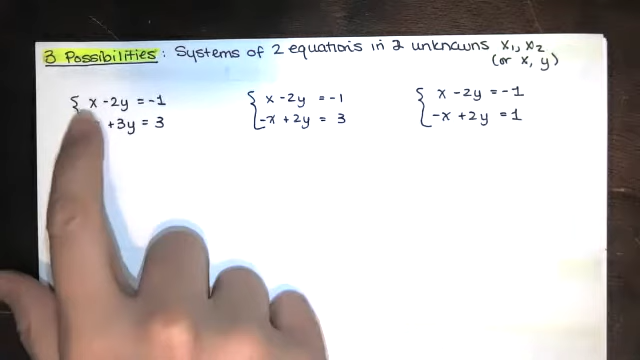 3 Possibilities: Systems of 2 equations in 2 unknowns x₁, x₂
(or x, y)
x - 2y = -1
+ 3y = 3
x - 2y = -1
-x + 2y = 3
x - 2y = -1
-x + 2y = 1